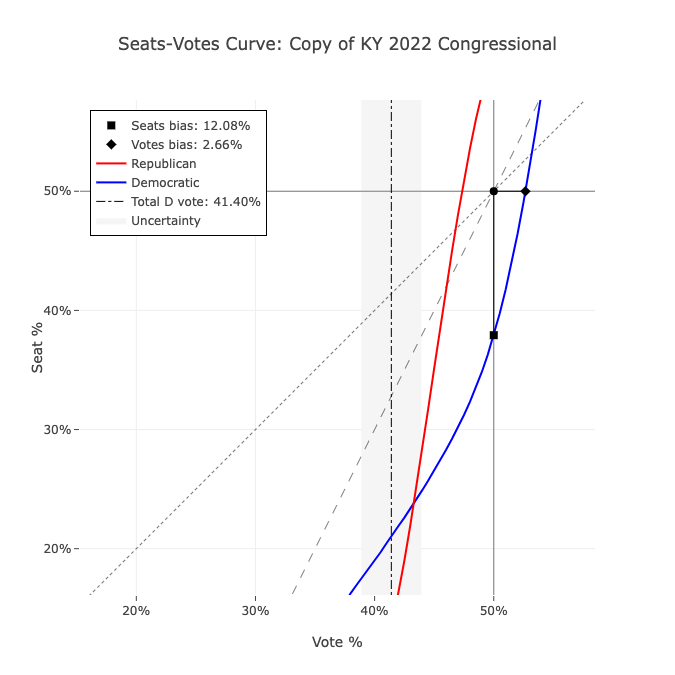 Seats-Votes Curve: Copy of KY 2022 Congressional
Seats bias: 12.08%
Votes bias: 2.66%
Republican
Democratic
Total D vote: 41.40%
Uncertainty
50%
40%
30%
20%
Seat %
20%
30%
40%
50%
Vote %